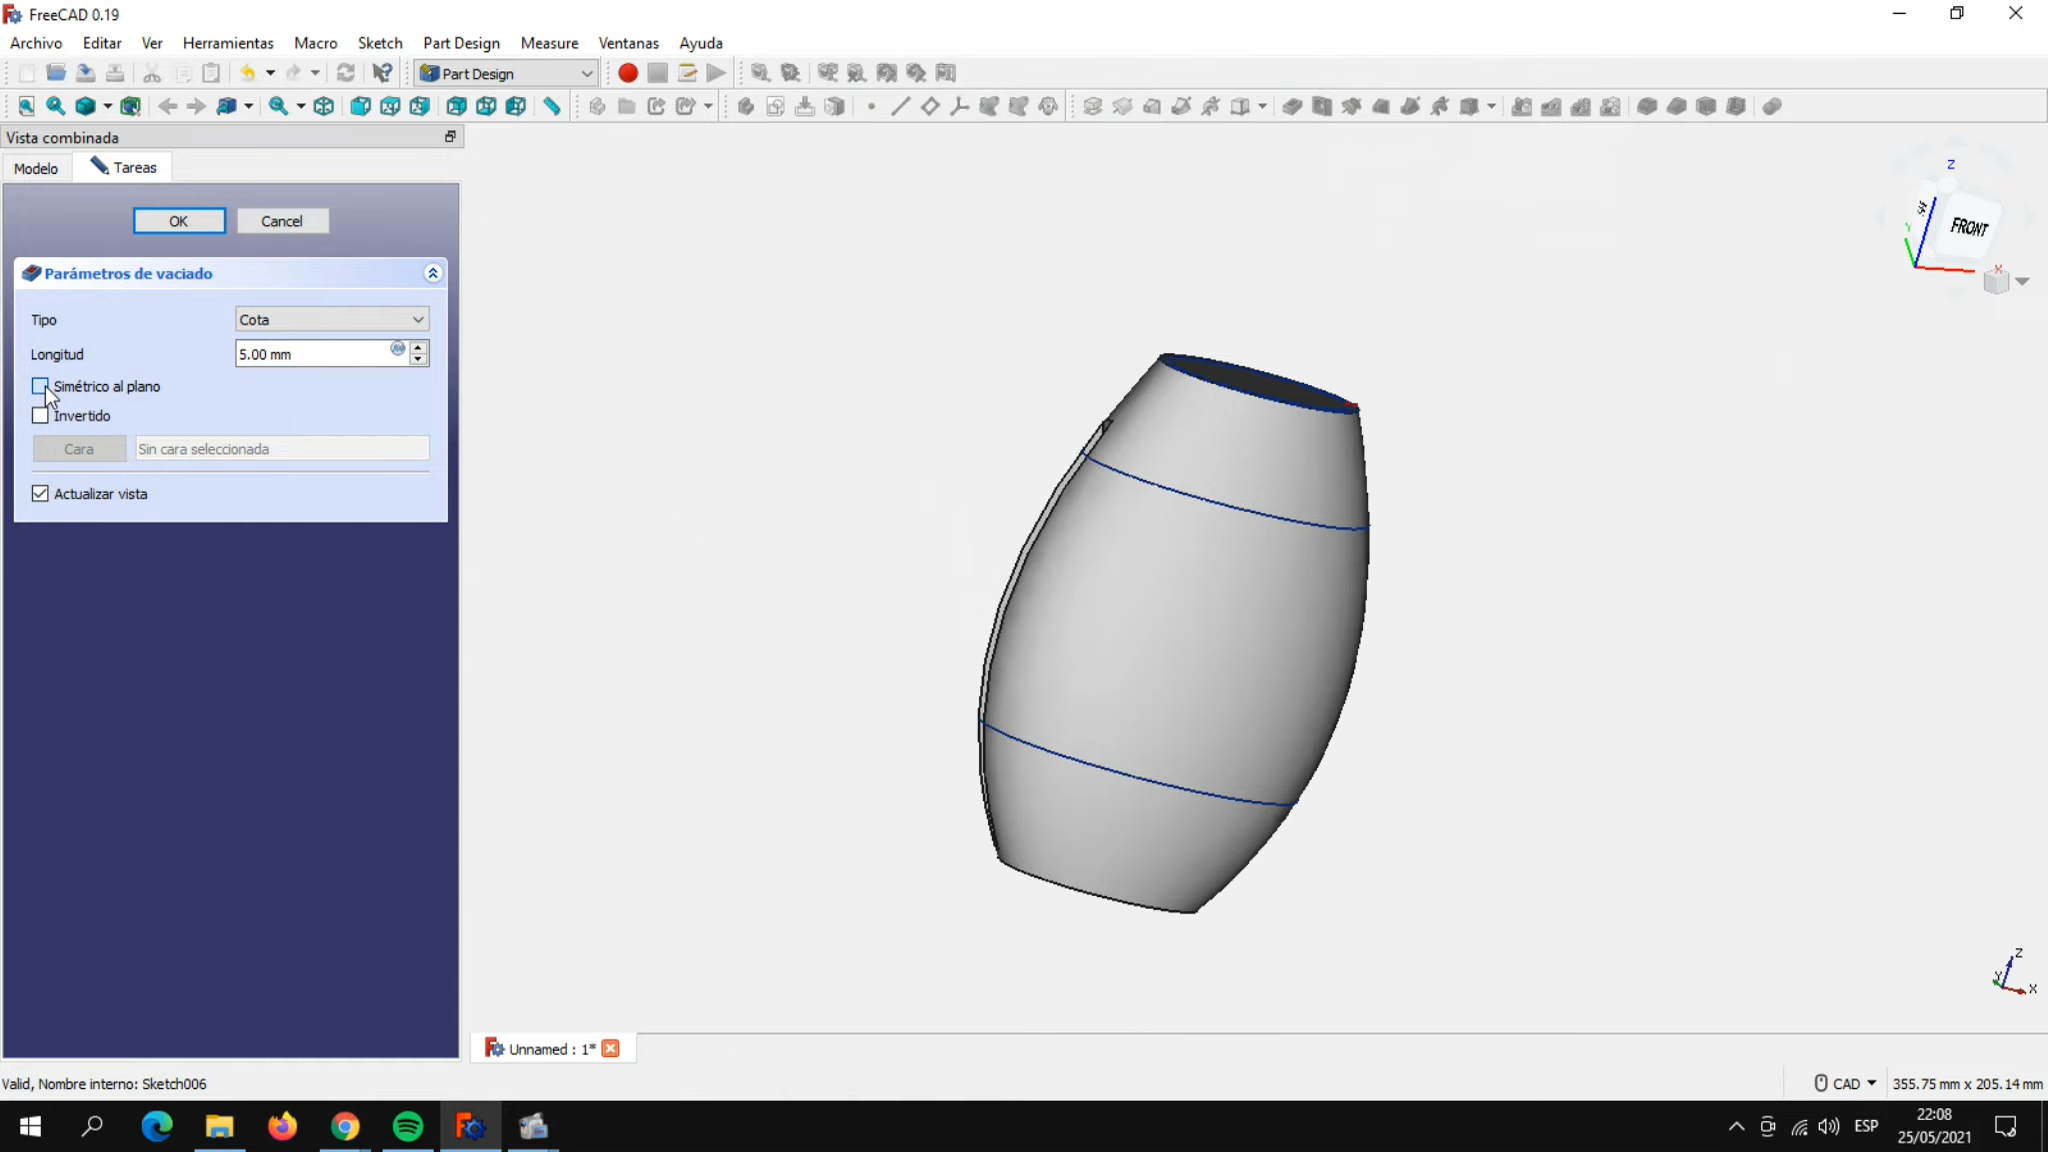 FreeCAD 0.19
Archivo Editar Ver Herramientas Macro Sketch Part Design Measure Ventanas Ayuda
Part Design
Vista combinada
Modelo Tareas
OK Cancel
Parámetros de vaciado
Tipo Cota
Longitud 5.00 mm
Simétrico al plano
Invertido
Cara Sin cara seleccionada
Actualizar vista
Z
FRONT
Y
X
Z
Y
X
Unnamed : 1*
Valid, Nombre interno: Sketch006
CAD 355.75 mm x 205.14 mm
ESP
22:08
25/05/2021